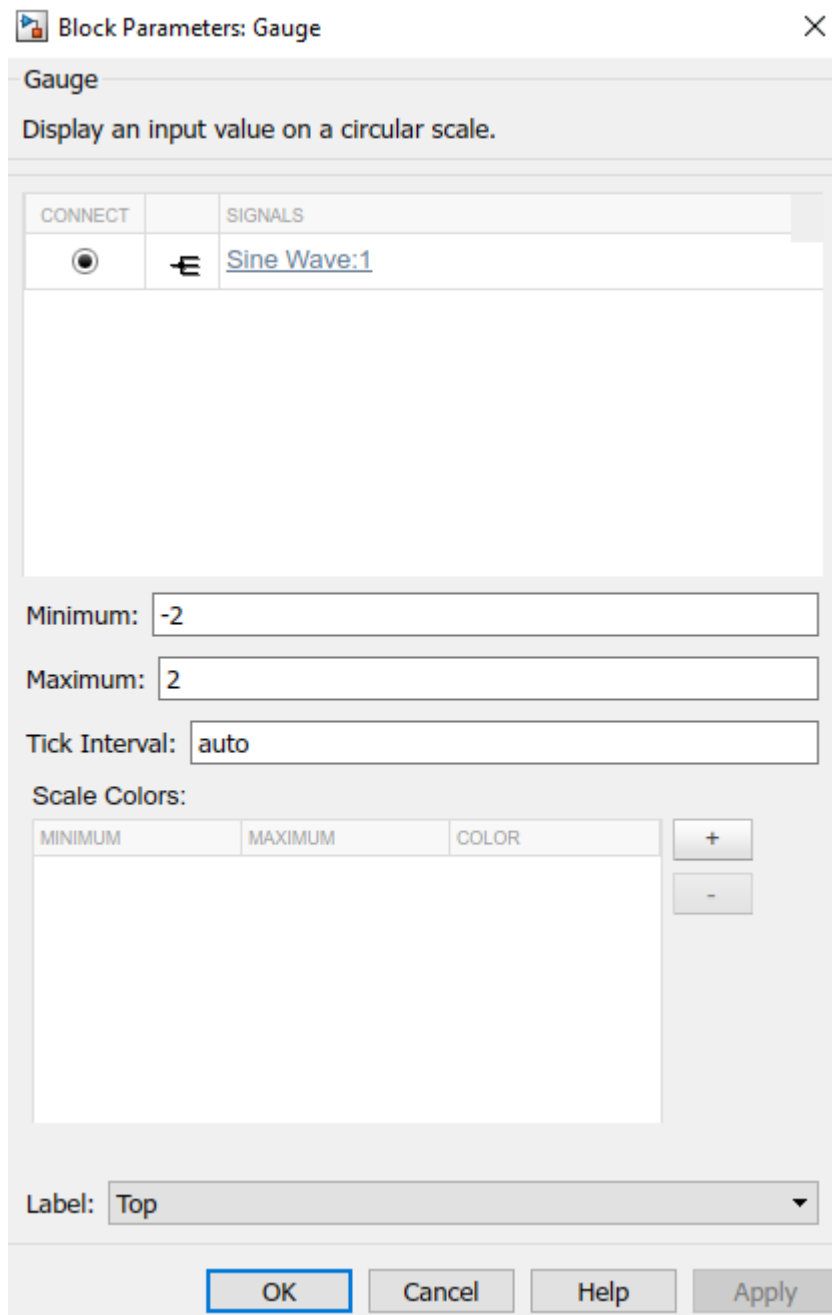 Block Parameters: Gauge
Gauge
Display an input value on a circular scale.
CONNECT SIGNALS
Sine Wave:1
Minimum: -2
Maximum: 2
Tick Interval: auto
Scale Colors:
MINIMUM MAXIMUM COLOR +
-
Label: Top
OK Cancel Help Apply